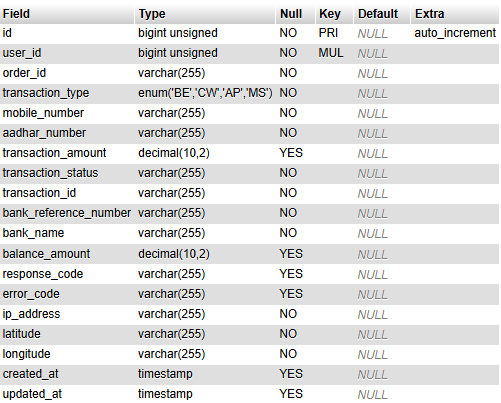 Field Type Null Key Default Extra
id bigint unsigned NO PRI NULL auto_increment
user_id bigint unsigned NO MUL NULL
order_id varchar(255) NO NULL
transaction_type enum('BE','CW','AP','MS') NO NULL
mobile_number varchar(255) NO NULL
aadhar_number varchar(255) NO NULL
transaction_amount decimal(10,2) YES NULL
transaction_status varchar(255) NO NULL
transaction_id varchar(255) NO NULL
bank_reference_number varchar(255) NO NULL
bank_name varchar(255) NO NULL
balance_amount decimal(10,2) YES NULL
response_code varchar(255) YES NULL
error_code varchar(255) YES NULL
ip_address varchar(255) NO NULL
latitude varchar(255) NO NULL
longitude varchar(255) NO NULL
created_at timestamp YES NULL
updated_at timestamp YES NULL